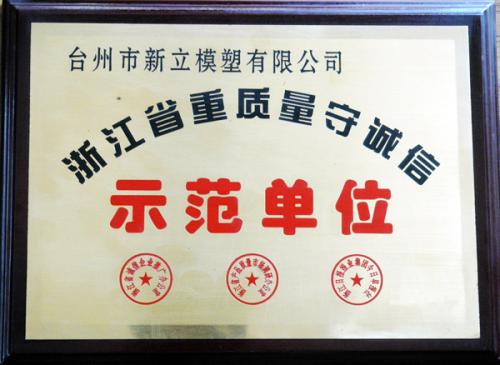 台州市新立模塑有限公司
浙江省重质量守诚信
示范单位